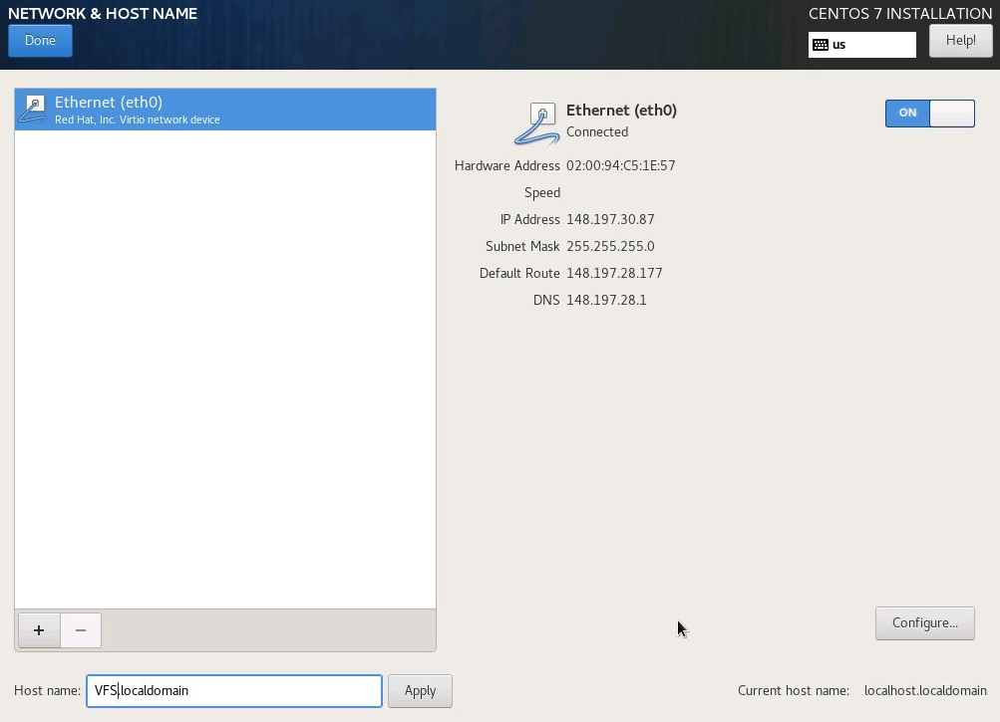 NETWORK & HOST NAME
CENTOS 7 INSTALLATION
Done
us
Help!
Ethernet (eth0)
Red Hat, Inc. Virtio network device
Ethernet (eth0)
Connected
ON
Hardware Address 02:00:94:C5:1E:57
Speed
IP Address 148.197.30.87
Subnet Mask 255.255.255.0
Default Route 148.197.28.177
DNS 148.197.28.1
+ −
Configure...
Host name: VFS.localdomain Apply Current host name: localhost.localdomain